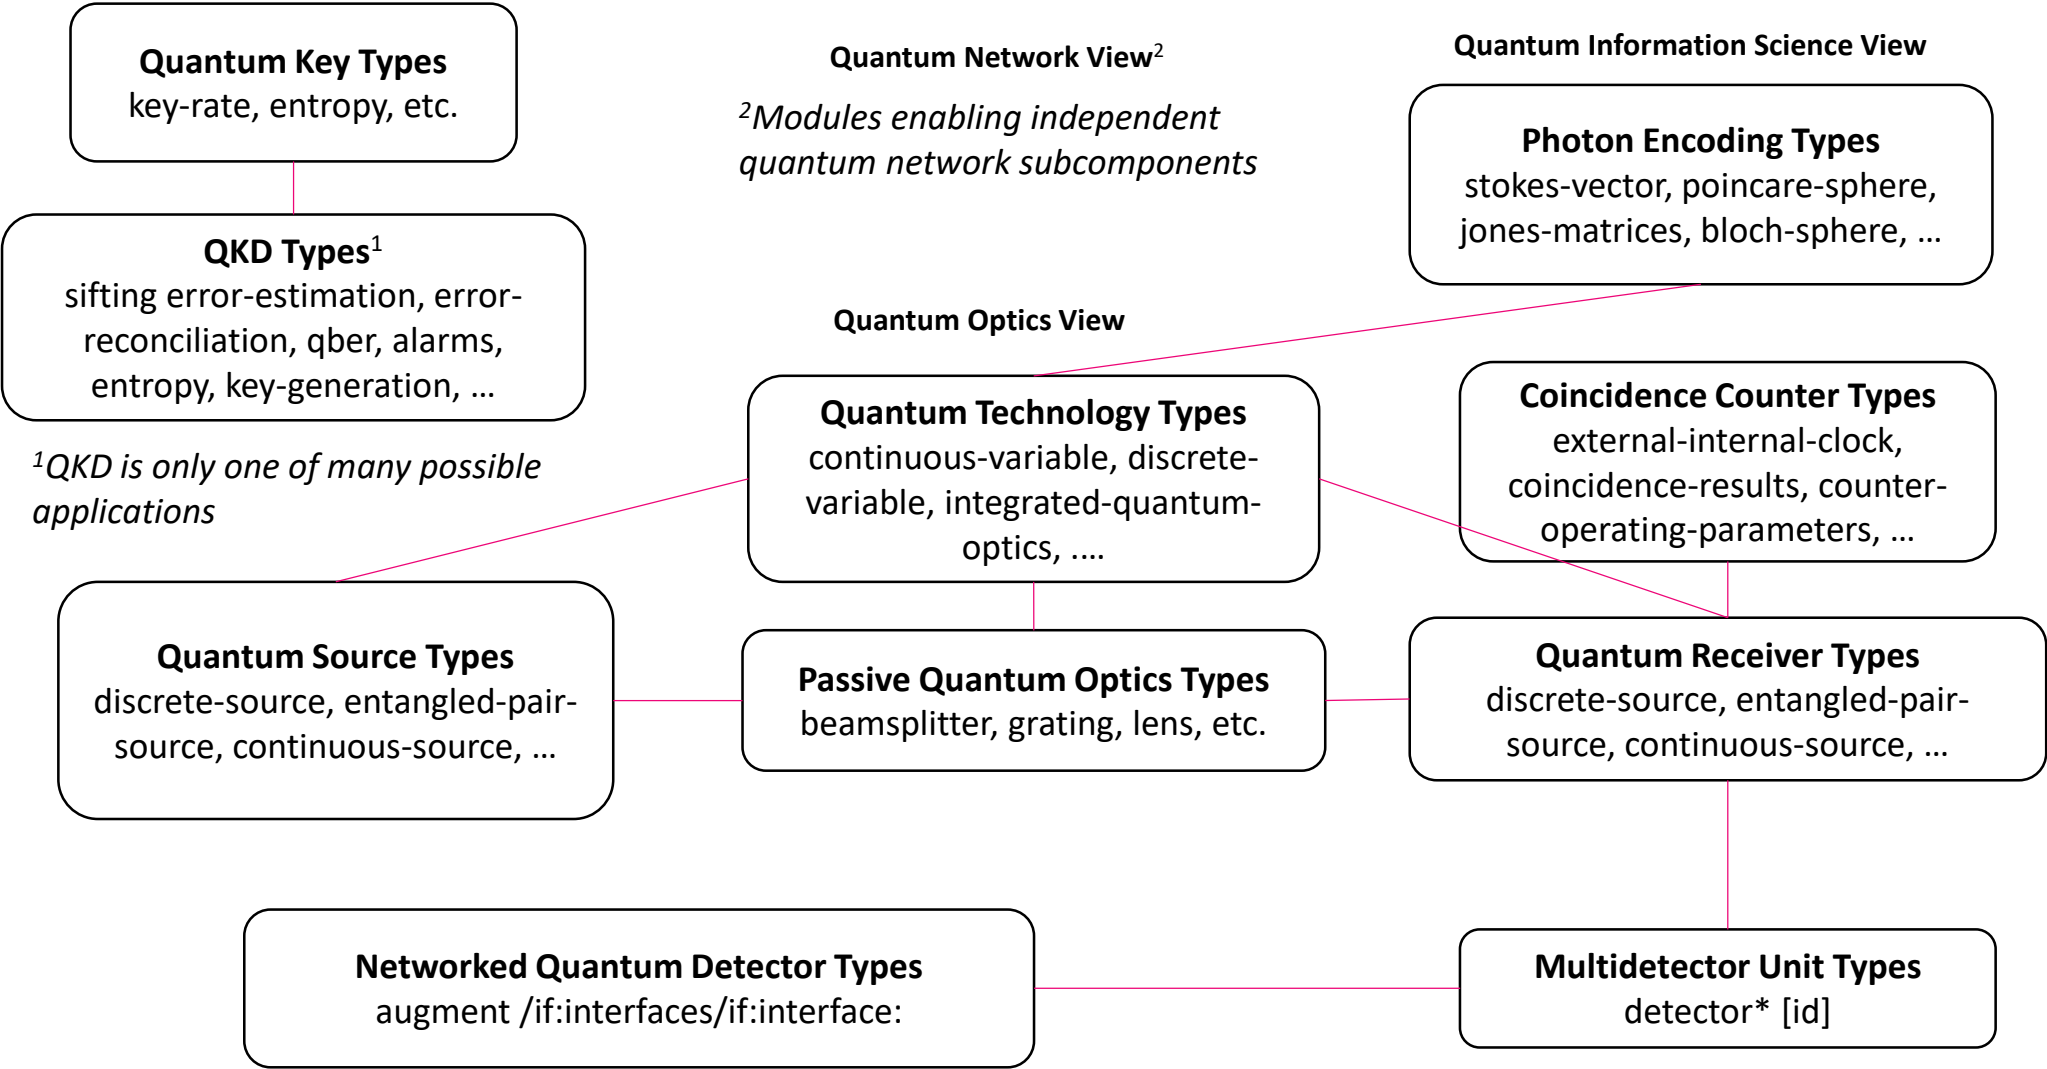 Quantum Key Types
key-rate, entropy, etc.
Quantum Network View²
²Modules enabling independent
quantum network subcomponents
Quantum Information Science View
Photon Encoding Types
stokes-vector, poincare-sphere,
jones-matrices, bloch-sphere, …
QKD Types¹
sifting error-estimation, error-
reconciliation, qber, alarms,
entropy, key-generation, …
¹QKD is only one of many possible
applications
Quantum Optics View
Quantum Technology Types
continuous-variable, discrete-
variable, integrated-quantum-
optics, ….
Coincidence Counter Types
external-internal-clock,
coincidence-results, counter-
operating-parameters, …
Quantum Source Types
discrete-source, entangled-pair-
source, continuous-source, …
Passive Quantum Optics Types
beamsplitter, grating, lens, etc.
Quantum Receiver Types
discrete-source, entangled-pair-
source, continuous-source, …
Networked Quantum Detector Types
augment /if:interfaces/if:interface:
Multidetector Unit Types
detector* [id]